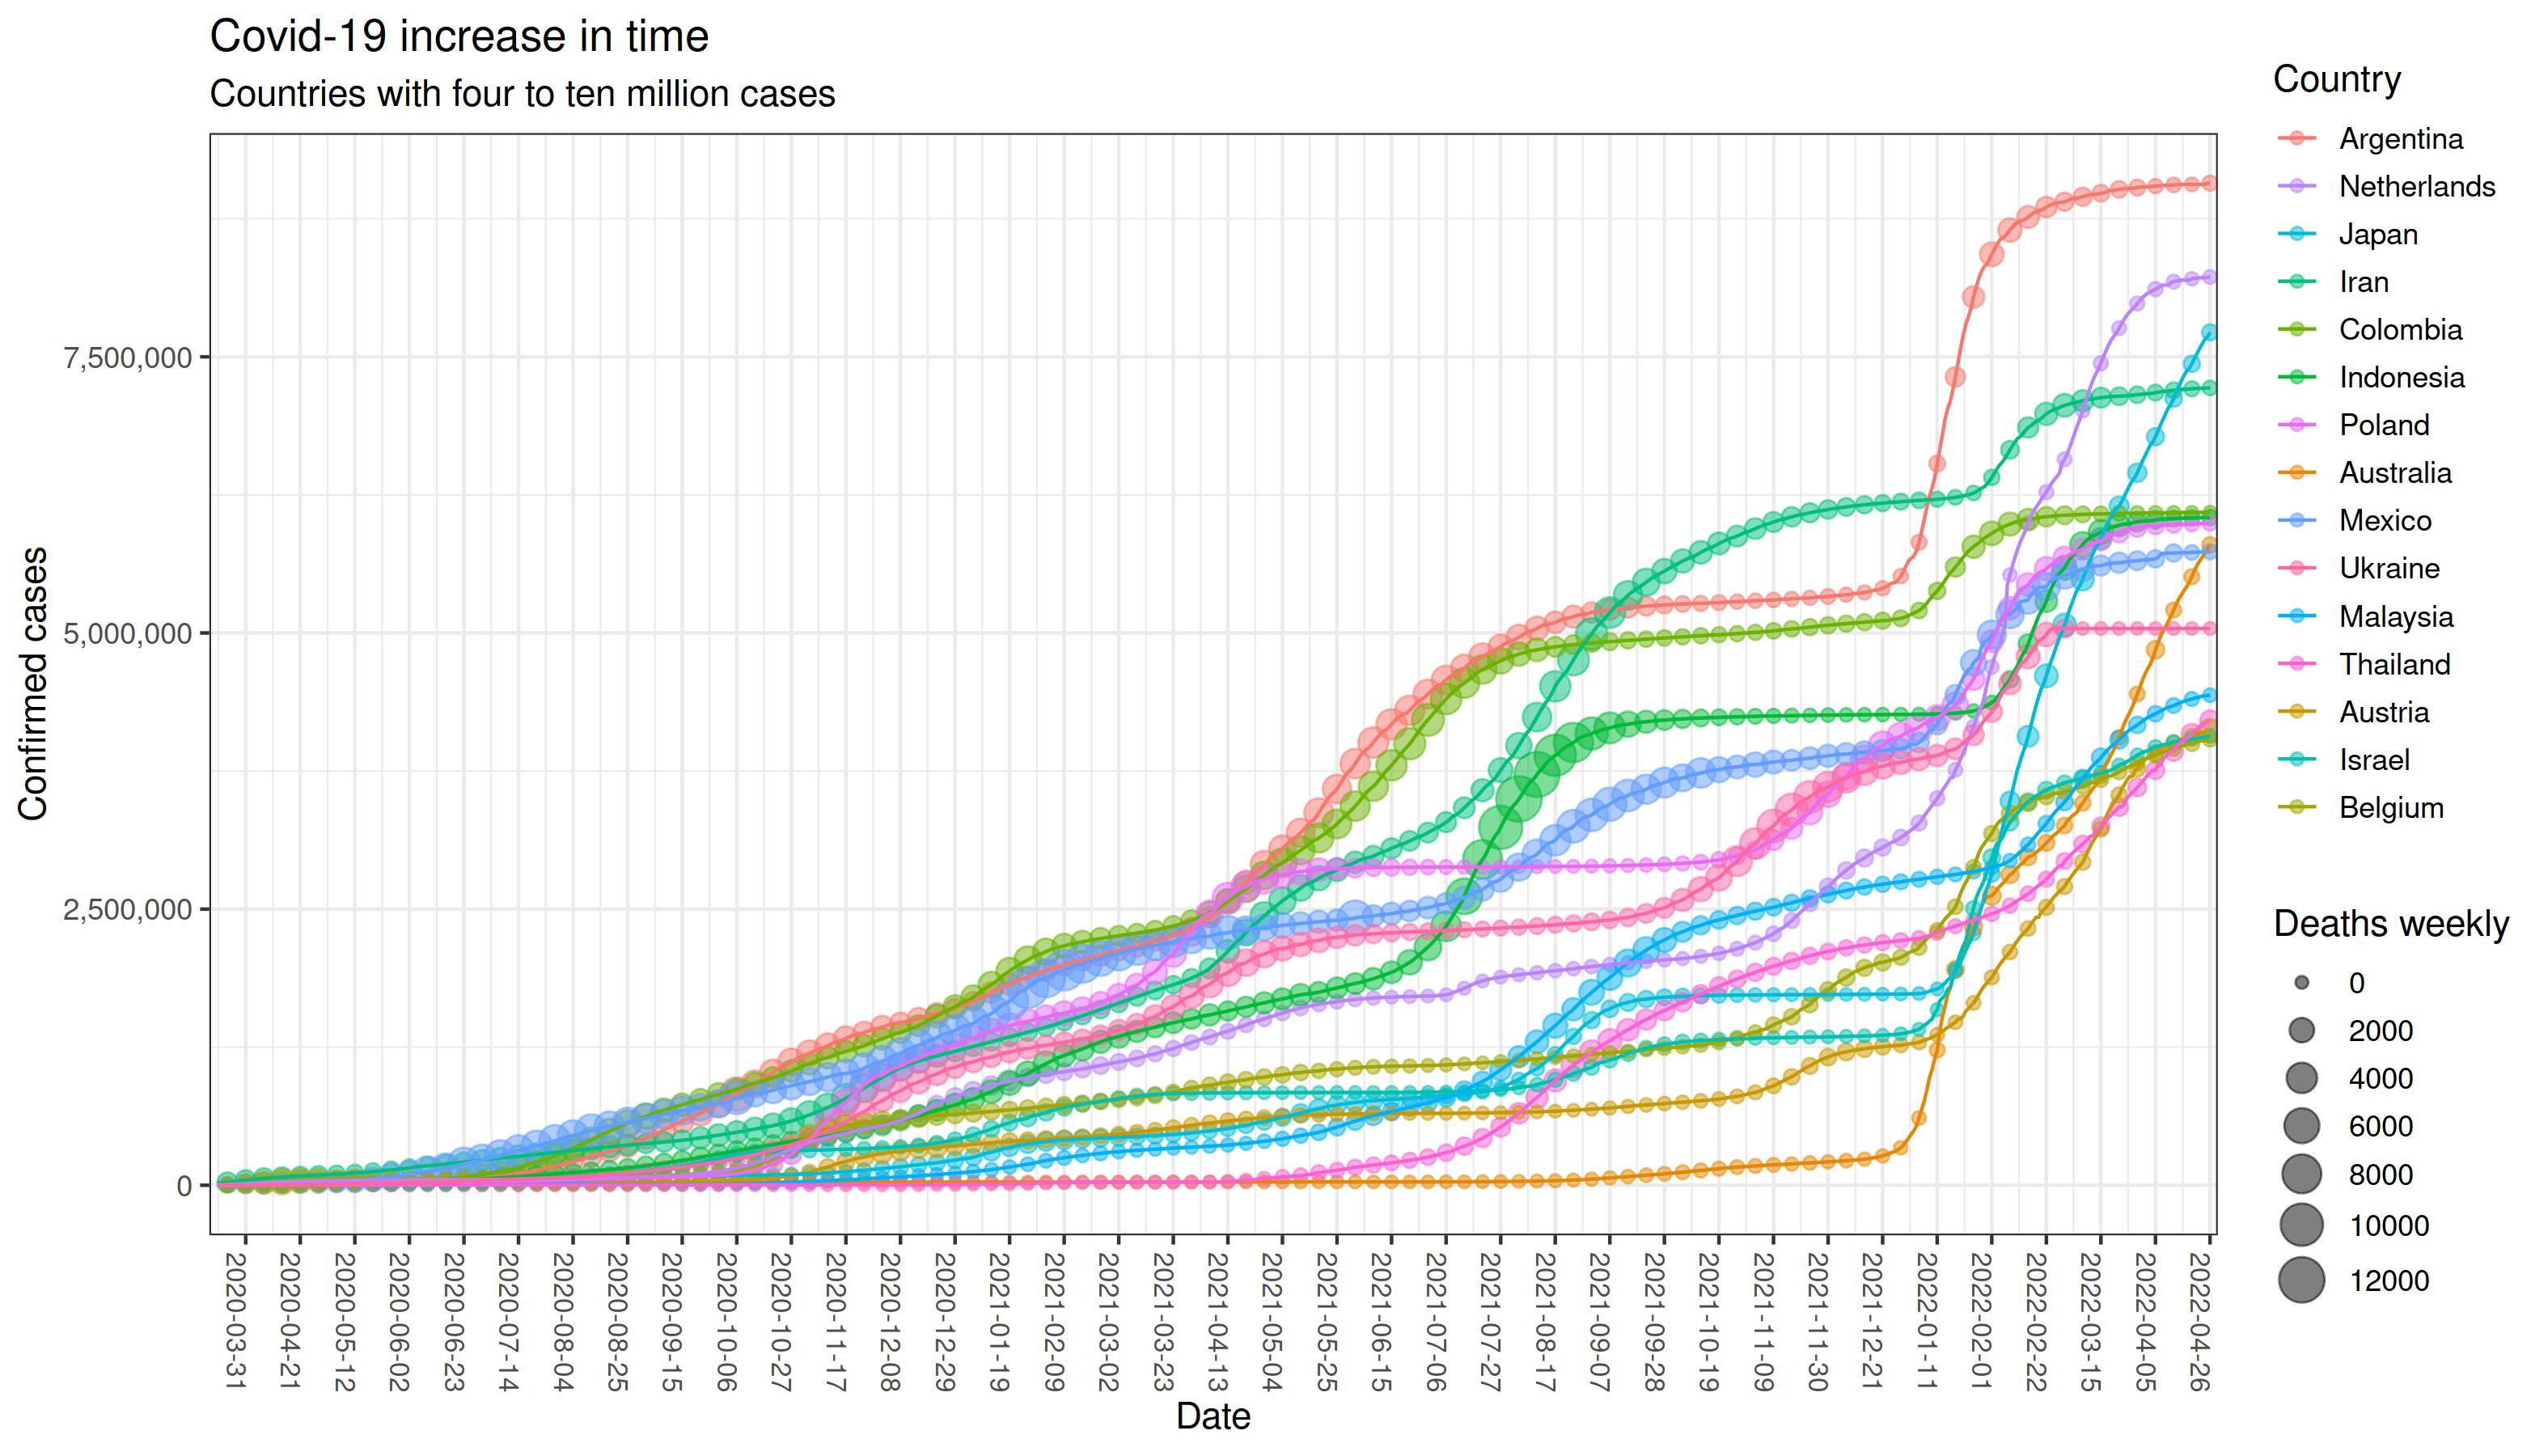 Covid-19 increase in time
Countries with four to ten million cases
Confirmed cases
7,500,000
5,000,000
2,500,000
0
2020-03-31
2020-04-21
2020-05-12
2020-06-02
2020-06-23
2020-07-14
2020-08-04
2020-08-25
2020-09-15
2020-10-06
2020-10-27
2020-11-17
2020-12-08
2020-12-29
2021-01-19
2021-02-09
2021-03-02
2021-03-23
2021-04-13
2021-05-04
2021-05-25
2021-06-15
2021-07-06
2021-07-27
2021-08-17
2021-09-07
2021-09-28
2021-10-19
2021-11-09
2021-11-30
2021-12-21
2022-01-11
2022-02-01
2022-02-22
2022-03-15
2022-04-05
2022-04-26
Date
Country
Argentina
Netherlands
Japan
Iran
Colombia
Indonesia
Poland
Australia
Mexico
Ukraine
Malaysia
Thailand
Austria
Israel
Belgium
Deaths weekly
0
2000
4000
6000
8000
10000
12000